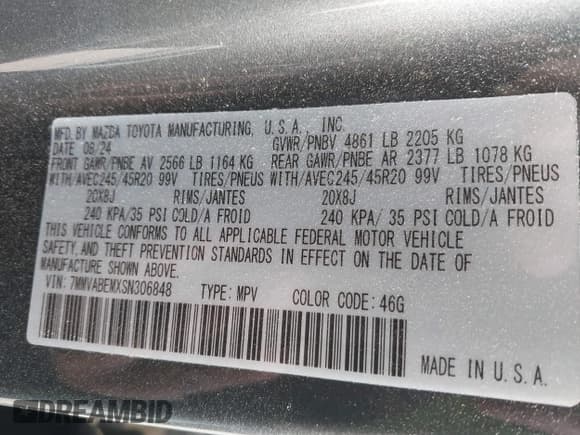 MFD. BY MAZDA TOYOTA MANUFACTURING, U.S.A., INC.
DATE 08/24 GVWR/PNBV 4861 LB 2205 KG
FRONT GAWR/PNBE AV 2566 LB 1164 KG REAR GAWR/PNBE AR 2377 LB 1078 KG
WITH/AVEC245/45R20 99V TIRES/PNEUS WITH/AVEC245/45R20 99V TIRES/PNEUS
20X8J RIMS/JANTES 20X8J RIMS/JANTES
240 KPA/35 PSI COLD/A FROID 240 KPA/35 PSI COLD/A FROID
THIS VEHICLE CONFORMS TO ALL APPLICABLE FEDERAL MOTOR VEHICLE
SAFETY, AND THEFT PREVENTION STANDARDS IN EFFECT ON THE DATE OF
MANUFACTURE SHOWN ABOVE.
VIN: 7MMVABEMXSN306848 TYPE: MPV COLOR CODE: 46G
MADE IN U.S.A.
DREAMBID